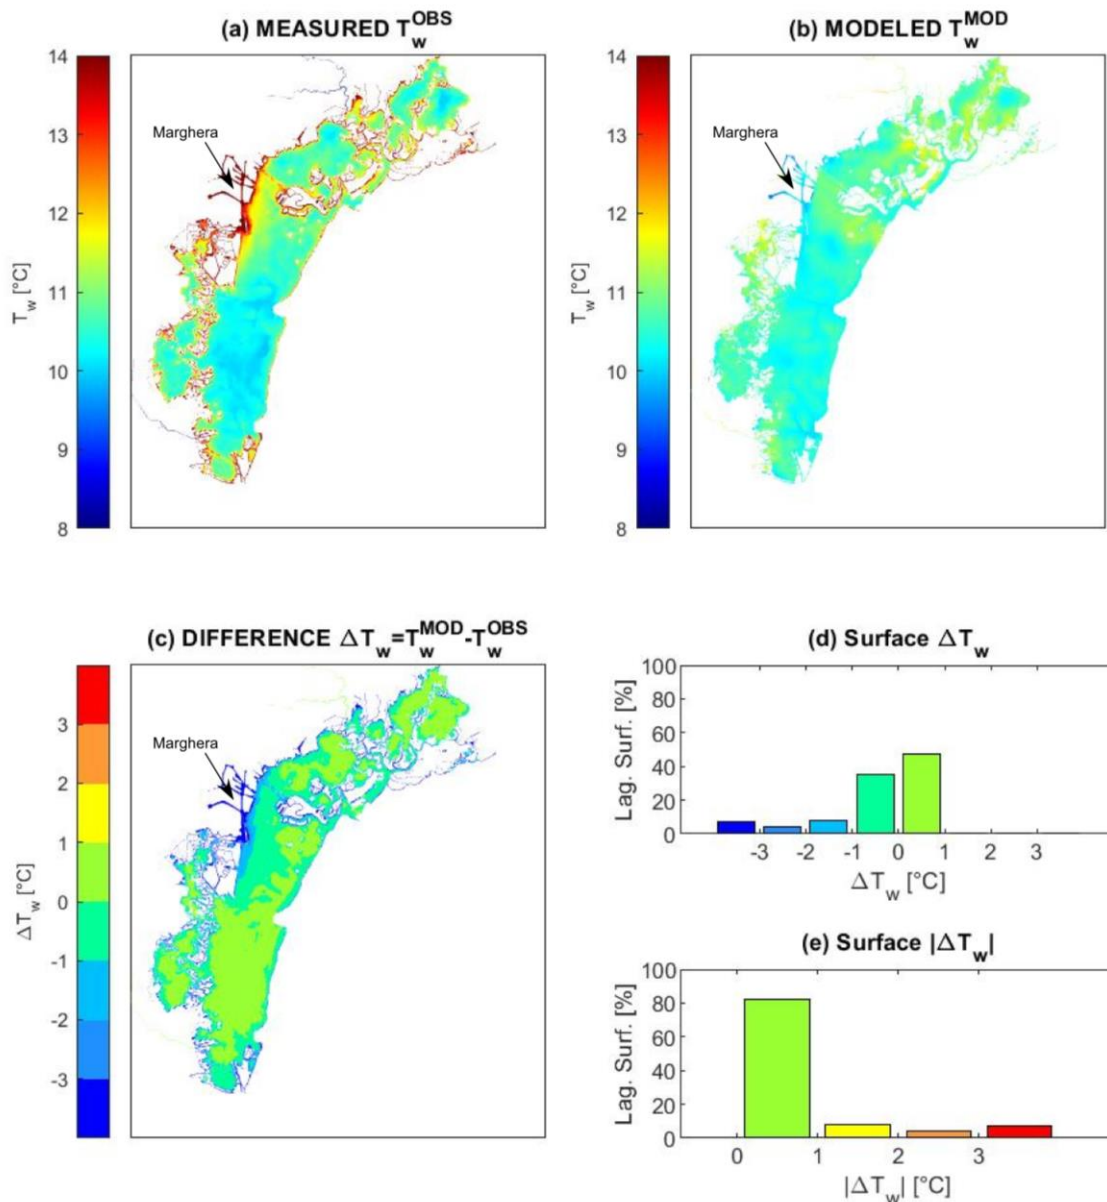 (a) MEASURED T_w^OBS
14
13
12
11
10
9
8
T_w [°C]
Marghera
(b) MODELED T_w^MOD
14
13
12
11
10
9
8
T_w [°C]
Marghera
(c) DIFFERENCE ΔT_w=T_w^MOD-T_w^OBS
3
2
1
0
-1
-2
-3
ΔT_w [°C]
Marghera
(d) Surface ΔT_w
100
80
60
40
20
0
Lag. Surf. [%]
-3 -2 -1 0 1 2 3
ΔT_w [°C]
(e) Surface |ΔT_w|
100
80
60
40
20
0
Lag. Surf. [%]
0 1 2 3
|ΔT_w| [°C]